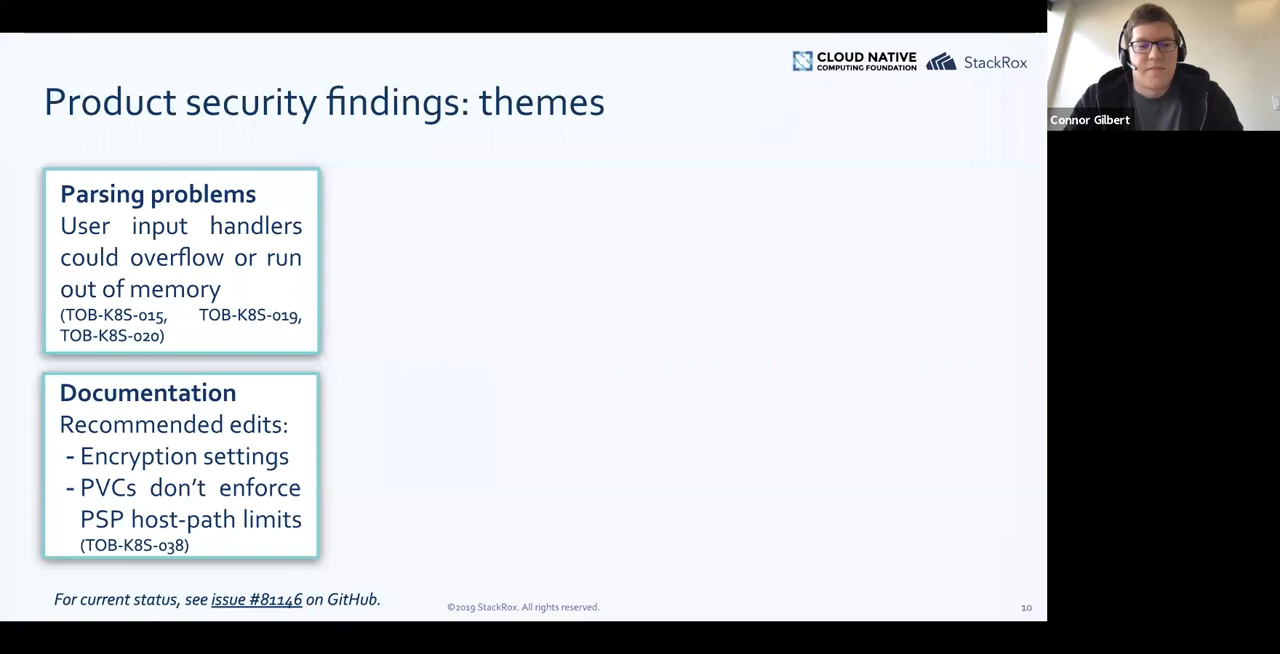 CLOUD NATIVE
COMPUTING FOUNDATION
StackRox
Connor Gilbert
Product security findings: themes
Parsing problems
User input handlers
could overflow or run
out of memory
(TOB-K8S-015, TOB-K8S-019,
TOB-K8S-020)
Documentation
Recommended edits:
- Encryption settings
- PVCs don’t enforce
PSP host-path limits
(TOB-K8S-038)
For current status, see issue #81146 on GitHub.
©2019 StackRox. All rights reserved.
10